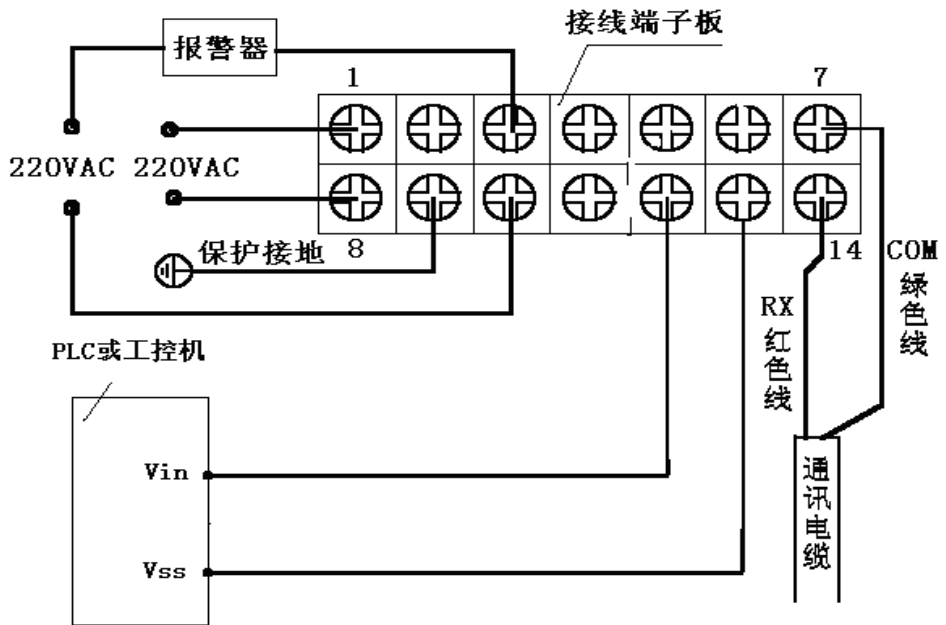 接线端子板
报警器
1
7
220VAC
220VAC
保护接地
8
14
COM
绿色线
RX
红色线
PLC或工控机
Vin
Vss
通讯电缆